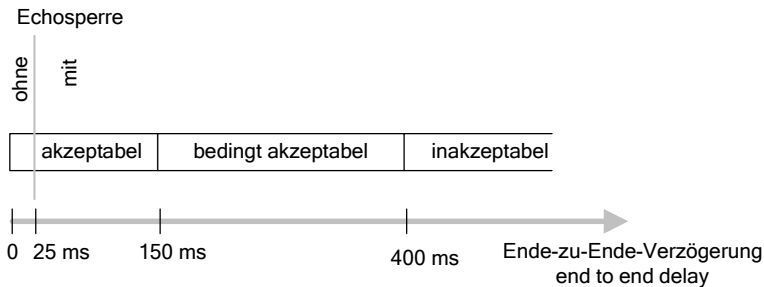 Echosperre
ohne
mit
akzeptabel
bedingt akzeptabel
inakzeptabel
0
25 ms
150 ms
400 ms
Ende-zu-Ende-Verzögerung
end to end delay